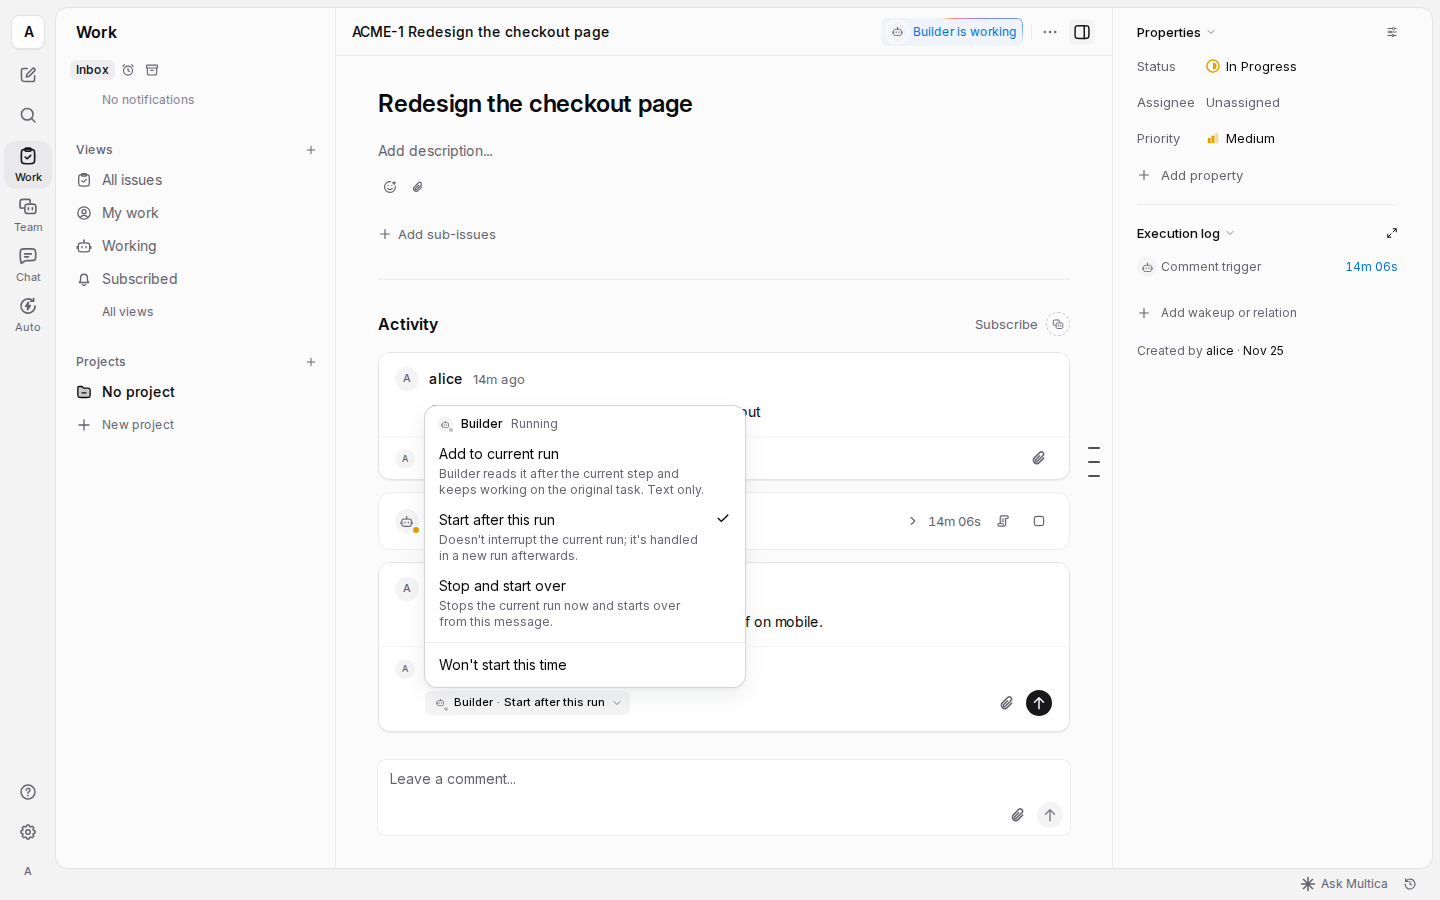 A
Work
Team
Chat
Auto
A
Work
Inbox
No notifications
Views
All issues
My work
Working
Subscribed
All views
Projects
No project
New project
ACME-1 Redesign the checkout page
Builder is working
Redesign the checkout page
Add description...
Add sub-issues
Activity
Subscribe
A
alice 14m ago
A
Builder Running
Add to current run
Builder reads it after the current step and
keeps working on the original task. Text only.
Start after this run
Doesn't interrupt the current run; it's handled
in a new run afterwards.
Stop and start over
Stops the current run now and starts over
from this message.
Won't start this time
14m 06s
A
on mobile.
A
Builder · Start after this run
Leave a comment...
Properties
Status In Progress
Assignee Unassigned
Priority Medium
Add property
Execution log
Comment trigger 14m 06s
Add wakeup or relation
Created by alice · Nov 25
Ask Multica